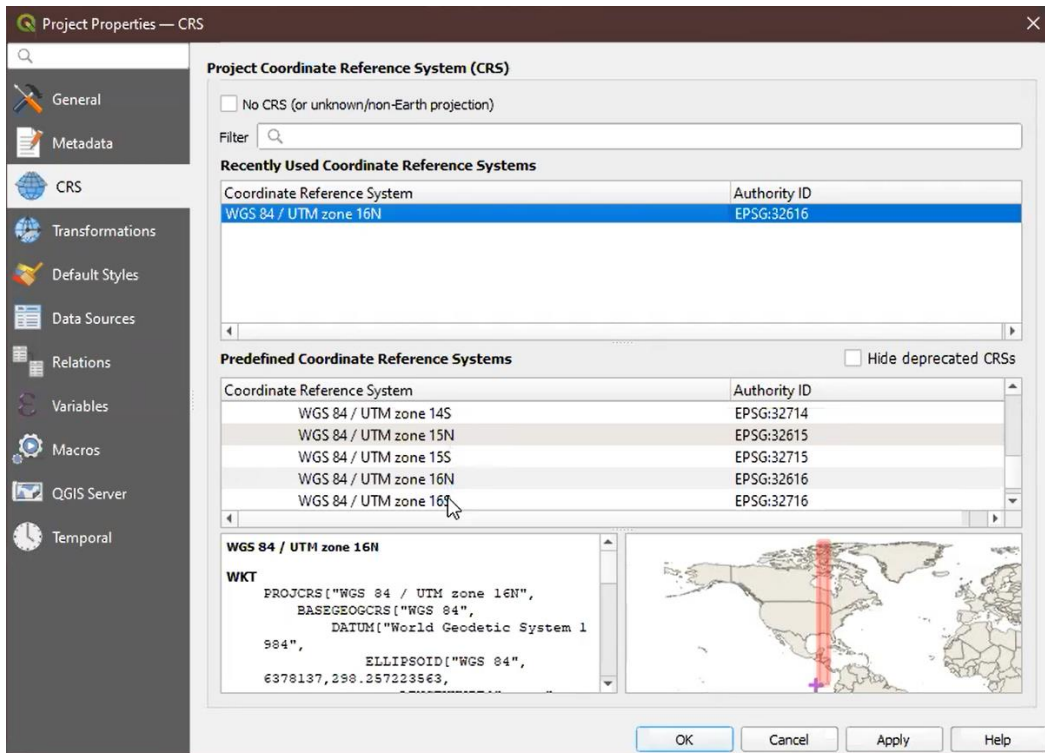 Project Properties — CRS
General
Metadata
CRS
Transformations
Default Styles
Data Sources
Relations
Variables
Macros
QGIS Server
Temporal
Project Coordinate Reference System (CRS)
No CRS (or unknown/non-Earth projection)
Filter
Recently Used Coordinate Reference Systems
Coordinate Reference System Authority ID
WGS 84 / UTM zone 16N EPSG:32616
Predefined Coordinate Reference Systems Hide deprecated CRSs
Coordinate Reference System Authority ID
WGS 84 / UTM zone 14S EPSG:32714
WGS 84 / UTM zone 15N EPSG:32615
WGS 84 / UTM zone 15S EPSG:32715
WGS 84 / UTM zone 16N EPSG:32616
WGS 84 / UTM zone 16S EPSG:32716
WGS 84 / UTM zone 16N
WKT
PROJCRS["WGS 84 / UTM zone 16N",
BASEGEOGCRS["WGS 84",
DATUM["World Geodetic System 1
984",
ELLIPSOID["WGS 84",
6378137,298.257223563,
OK Cancel Apply Help